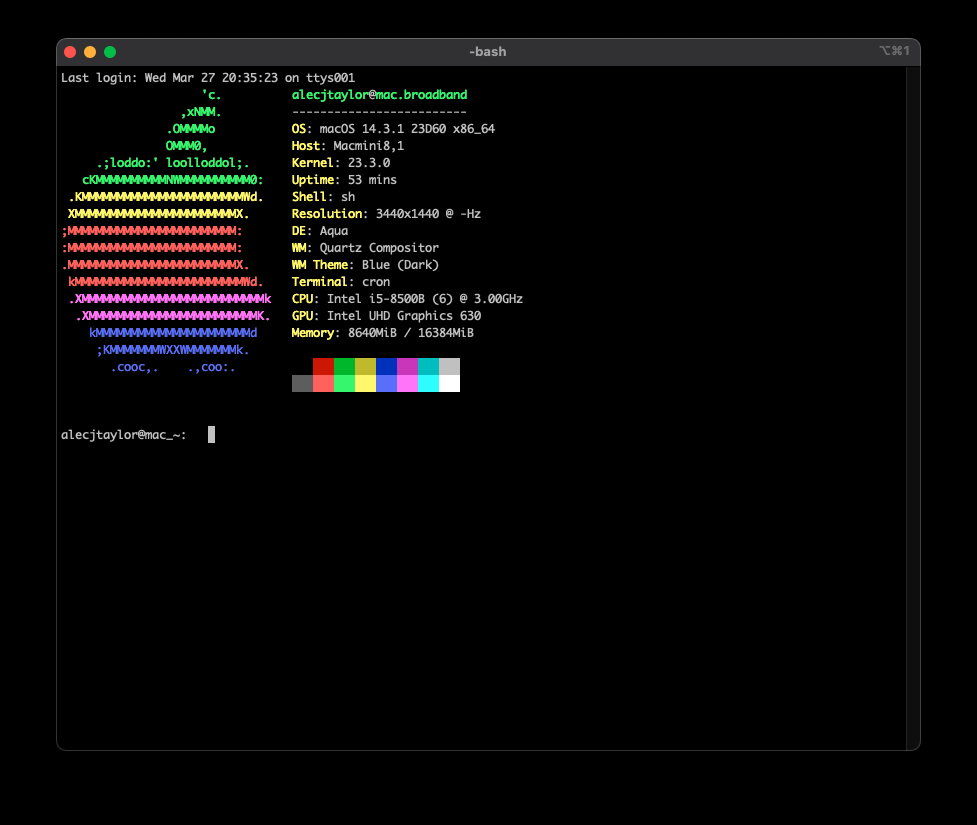 -bash
⌥⌘1
Last login: Wed Mar 27 20:35:23 on ttys001
'c.
,xNMM.
.OMMMMo
OMMM0,
.;loddo:' loolloddol;.
cKMMMMMMMMMMNWMMMMMMMMMM0:
.KMMMMMMMMMMMMMMMMMMMMMMMWd.
XMMMMMMMMMMMMMMMMMMMMMMMX.
;MMMMMMMMMMMMMMMMMMMMMMMM:
:MMMMMMMMMMMMMMMMMMMMMMMM:
.MMMMMMMMMMMMMMMMMMMMMMMMX.
kMMMMMMMMMMMMMMMMMMMMMMMMWd.
.XMMMMMMMMMMMMMMMMMMMMMMMMMMk
.XMMMMMMMMMMMMMMMMMMMMMMMMK.
kMMMMMMMMMMMMMMMMMMMMMMd
;KMMMMMMMWXXWMMMMMMMk.
.cooc,.    .,coo:.
alecjtaylor@mac.broadband
-------------------------
OS: macOS 14.3.1 23D60 x86_64
Host: Macmini8,1
Kernel: 23.3.0
Uptime: 53 mins
Shell: sh
Resolution: 3440x1440 @ -Hz
DE: Aqua
WM: Quartz Compositor
WM Theme: Blue (Dark)
Terminal: cron
CPU: Intel i5-8500B (6) @ 3.00GHz
GPU: Intel UHD Graphics 630
Memory: 8640MiB / 16384MiB
alecjtaylor@mac_~: